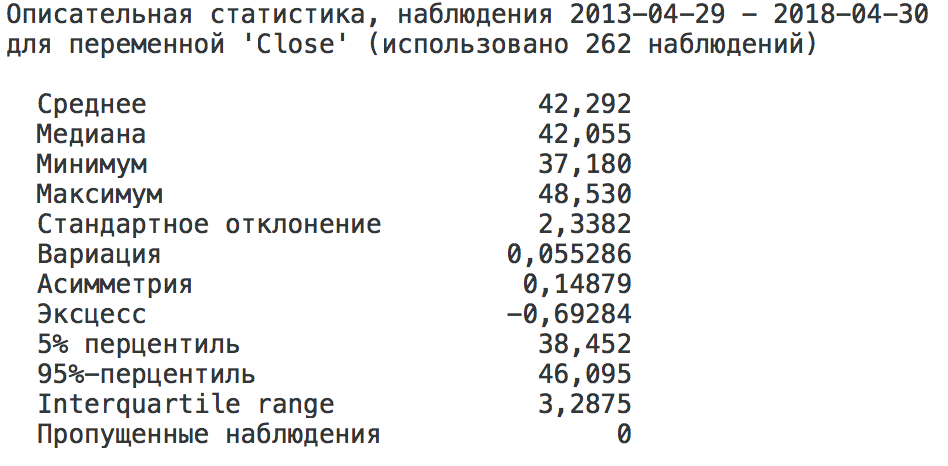 Описательная статистика, наблюдения 2013-04-29 - 2018-04-30
для переменной 'Close' (использовано 262 наблюдений)
Среднее 42,292
Медиана 42,055
Минимум 37,180
Максимум 48,530
Стандартное отклонение 2,3382
Вариация 0,055286
Асимметрия 0,14879
Эксцесс -0,69284
5% перцентиль 38,452
95%-перцентиль 46,095
Interquartile range 3,2875
Пропущенные наблюдения 0